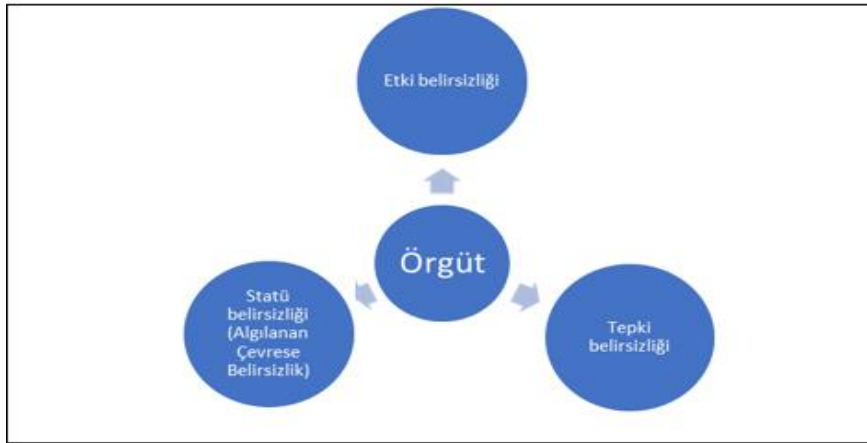 Etki belirsizliği
Örgüt
Statü
belirsizliği
(Algılanan
Çevrese
Belirsizlik)
Tepki
belirsizliği